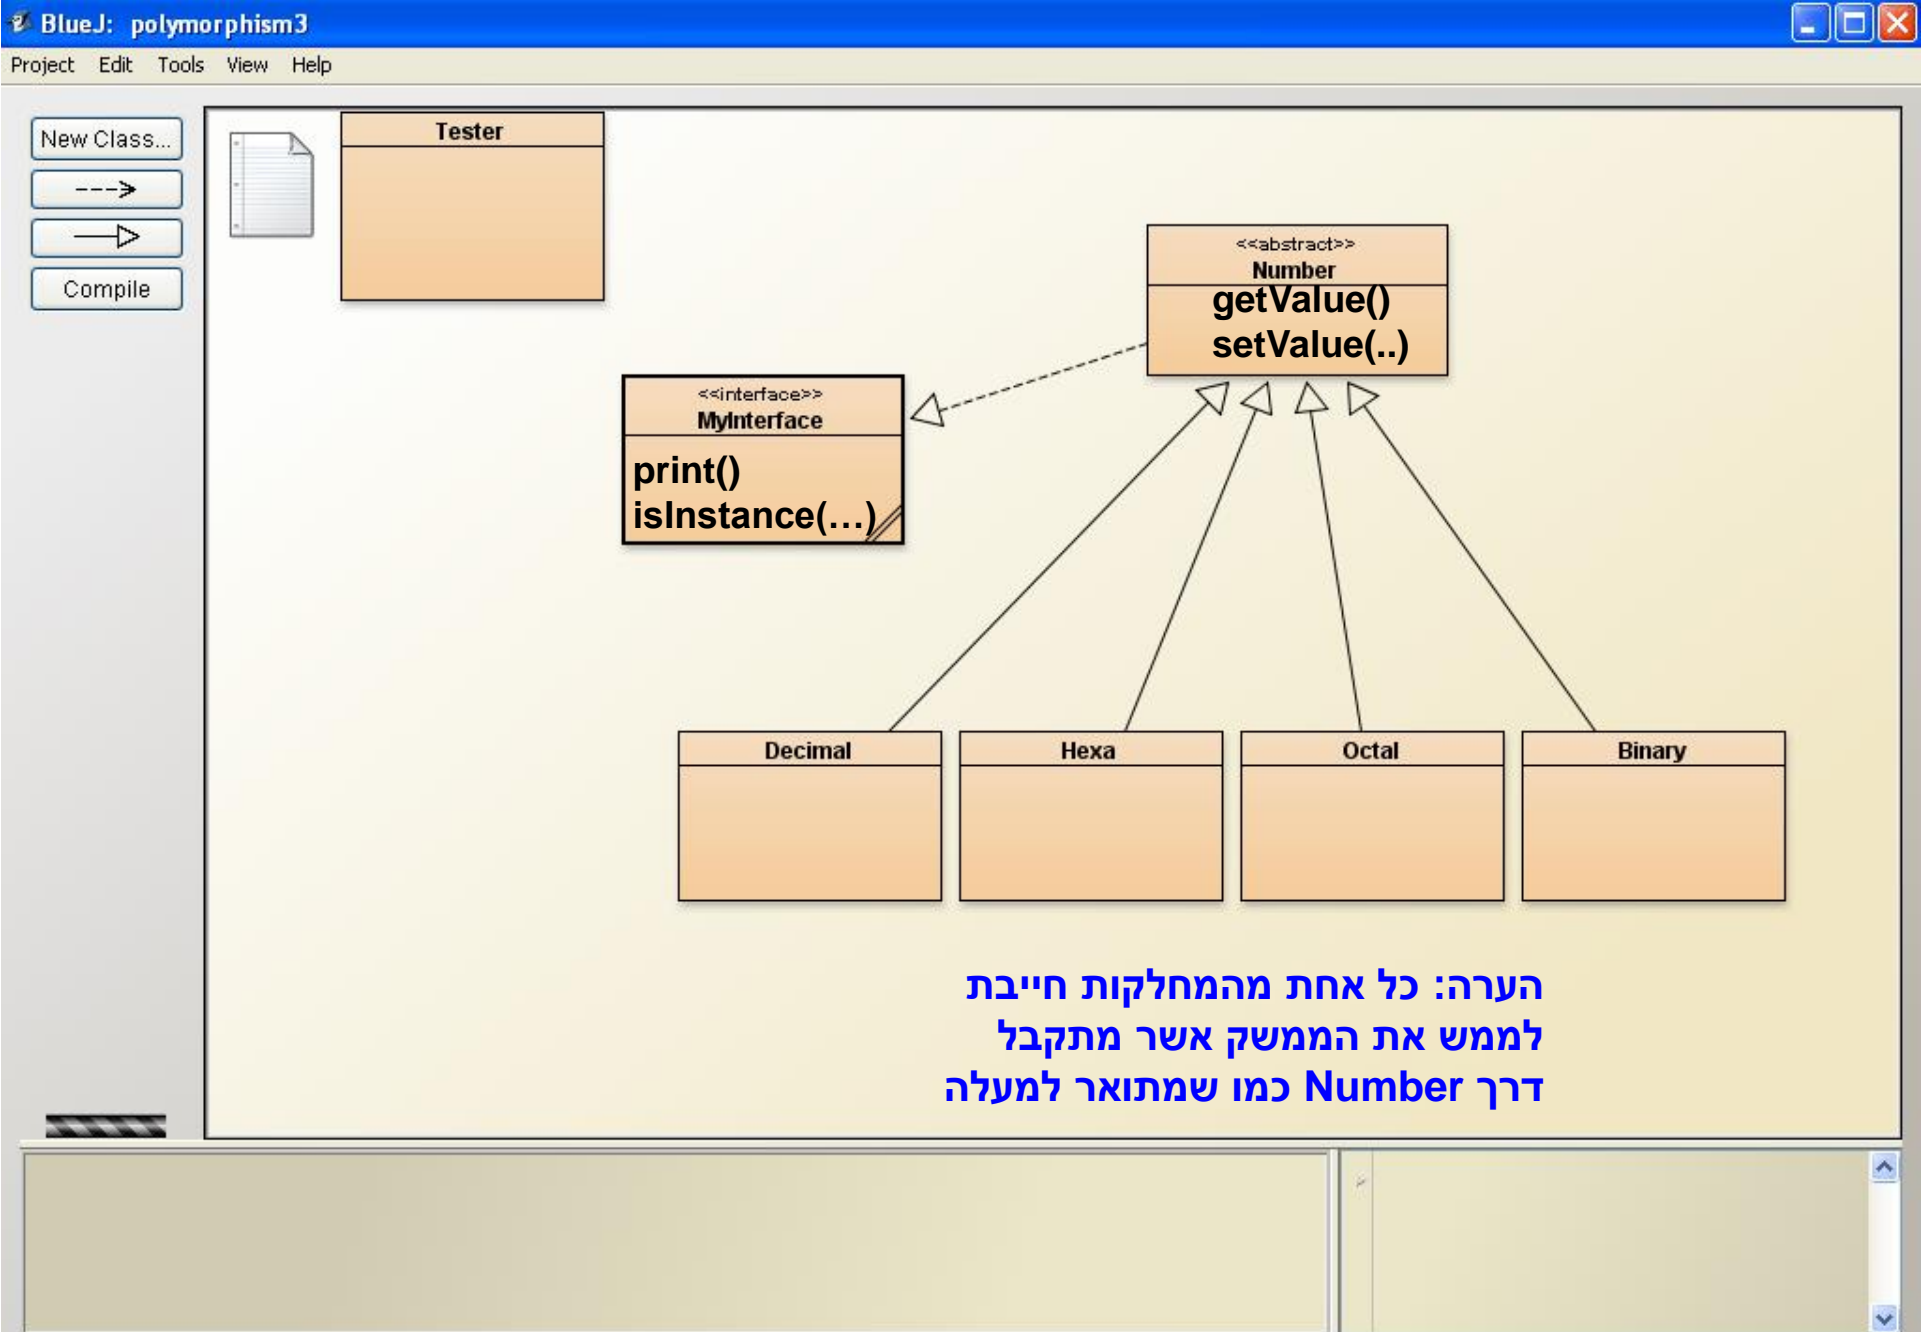 BlueJ: polymorphism3
Project Edit Tools View Help
New Class...
Compile
Tester
<<abstract>>
Number
getValue()
setValue(..)
<<interface>>
MyInterface
print()
isInstance(…)
Decimal
Hexa
Octal
Binary
הערה: כל אחת מהמחלקות חייבת
לממש את הממשק אשר מתקבל
דרך Number כמו שמתואר למעלה